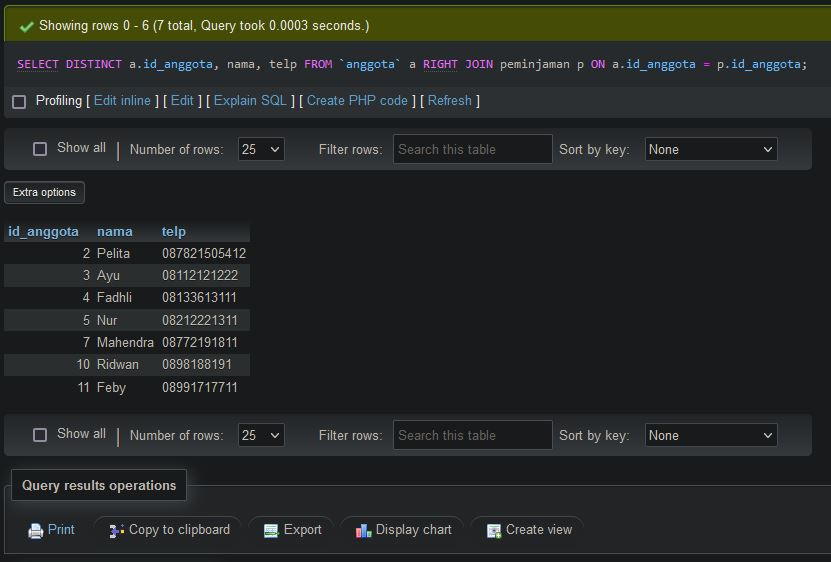 Showing rows 0 - 6 (7 total, Query took 0.0003 seconds.)
SELECT DISTINCT a.id_anggota, nama, telp FROM `anggota` a RIGHT JOIN peminjaman p ON a.id_anggota = p.id_anggota;
Profiling [ Edit inline ] [ Edit ] [ Explain SQL ] [ Create PHP code ] [ Refresh ]
Show all | Number of rows: 25 Filter rows: Search this table Sort by key: None
Extra options
id_anggota nama telp
2 Pelita 087821505412
3 Ayu 08112121222
4 Fadhli 08133613111
5 Nur 08212221311
7 Mahendra 08772191811
10 Ridwan 0898188191
11 Feby 08991717711
Show all | Number of rows: 25 Filter rows: Search this table Sort by key: None
Query results operations
Print Copy to clipboard Export Display chart Create view